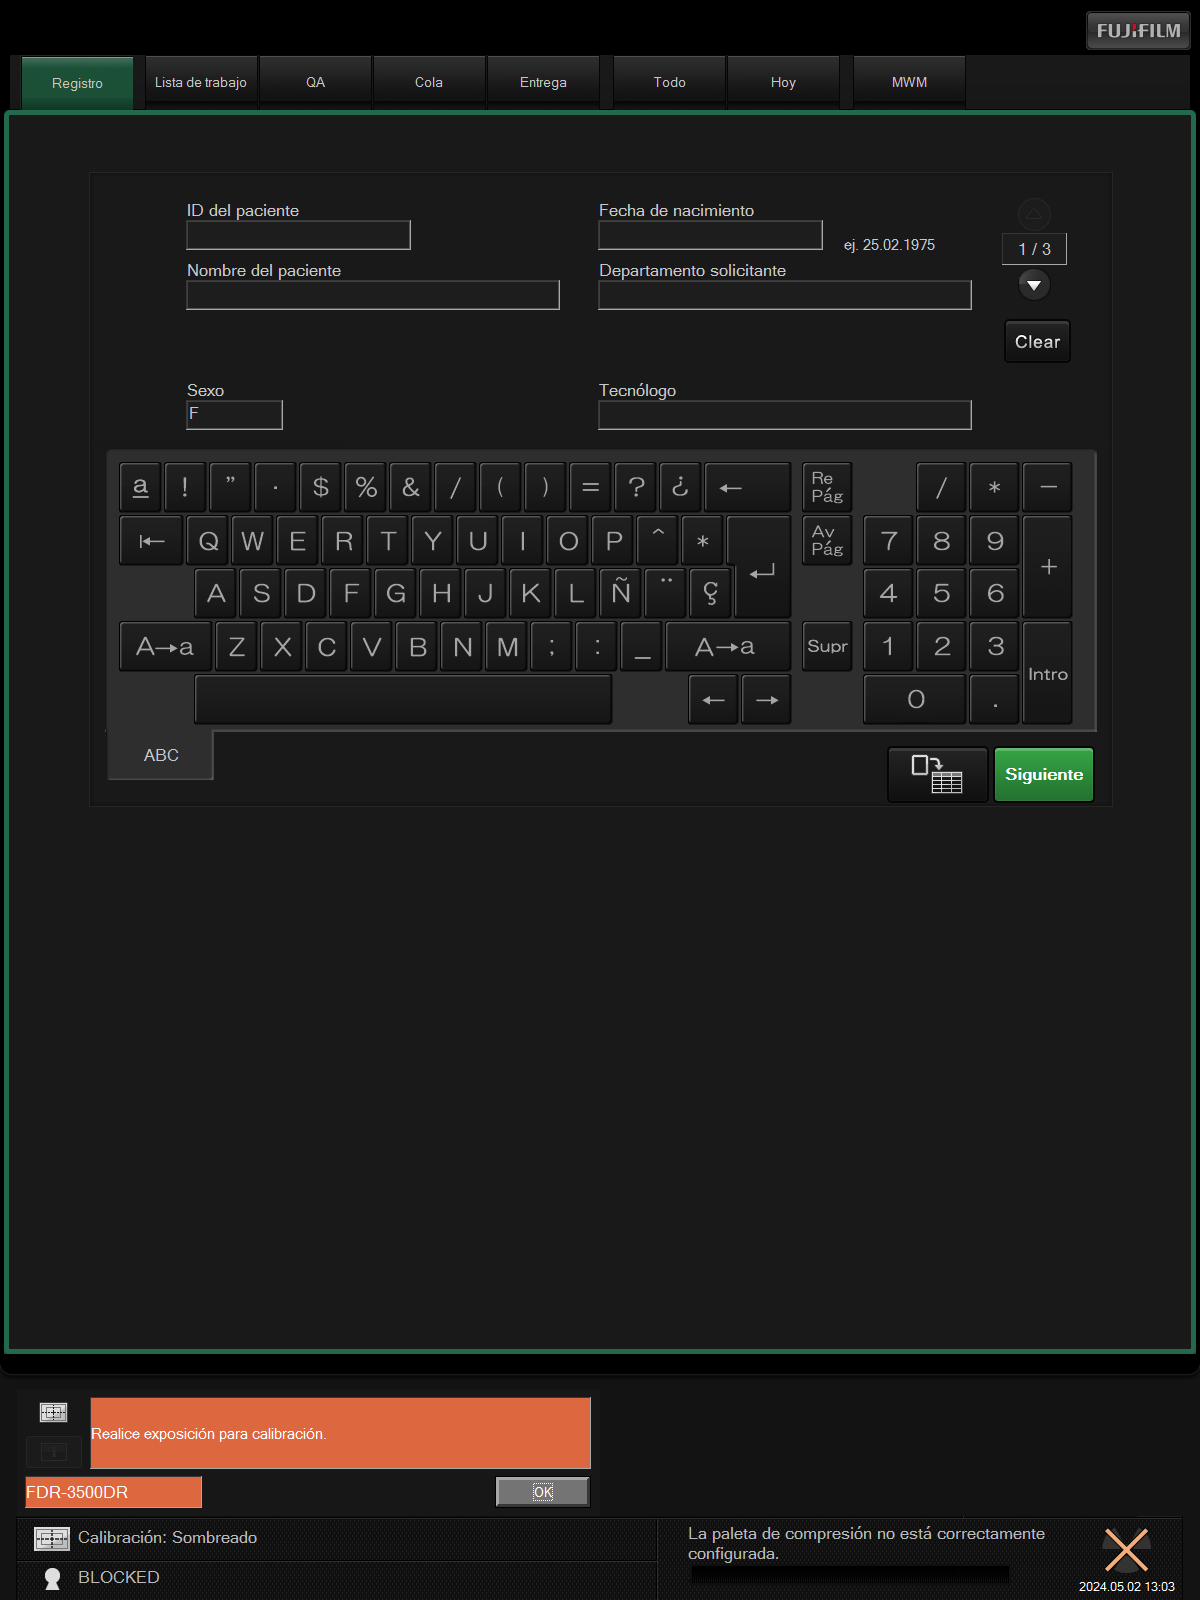 FUJIFILM
Registro
Lista de trabajo
QA
Cola
Entrega
Todo
Hoy
MWM
ID del paciente
Fecha de nacimiento
ej. 25.02.1975
1 / 3
Nombre del paciente
Departamento solicitante
Clear
Sexo
F
Tecnólogo
a ! ” · $ % & / ( ) = ? ¿ ← Re Pág / * −
⇤ Q W E R T Y U I O P ^ * Av Pág 7 8 9 +
A S D F G H J K L Ñ ¨ Ç ↵ 4 5 6
A→a Z X C V B N M ; : _ A→a Supr 1 2 3 Intro
← → 0 .
ABC
Siguiente
Realice exposición para calibración.
FDR-3500DR
OK
Calibración: Sombreado
BLOCKED
La paleta de compresión no está correctamente
configurada.
2024.05.02 13:03